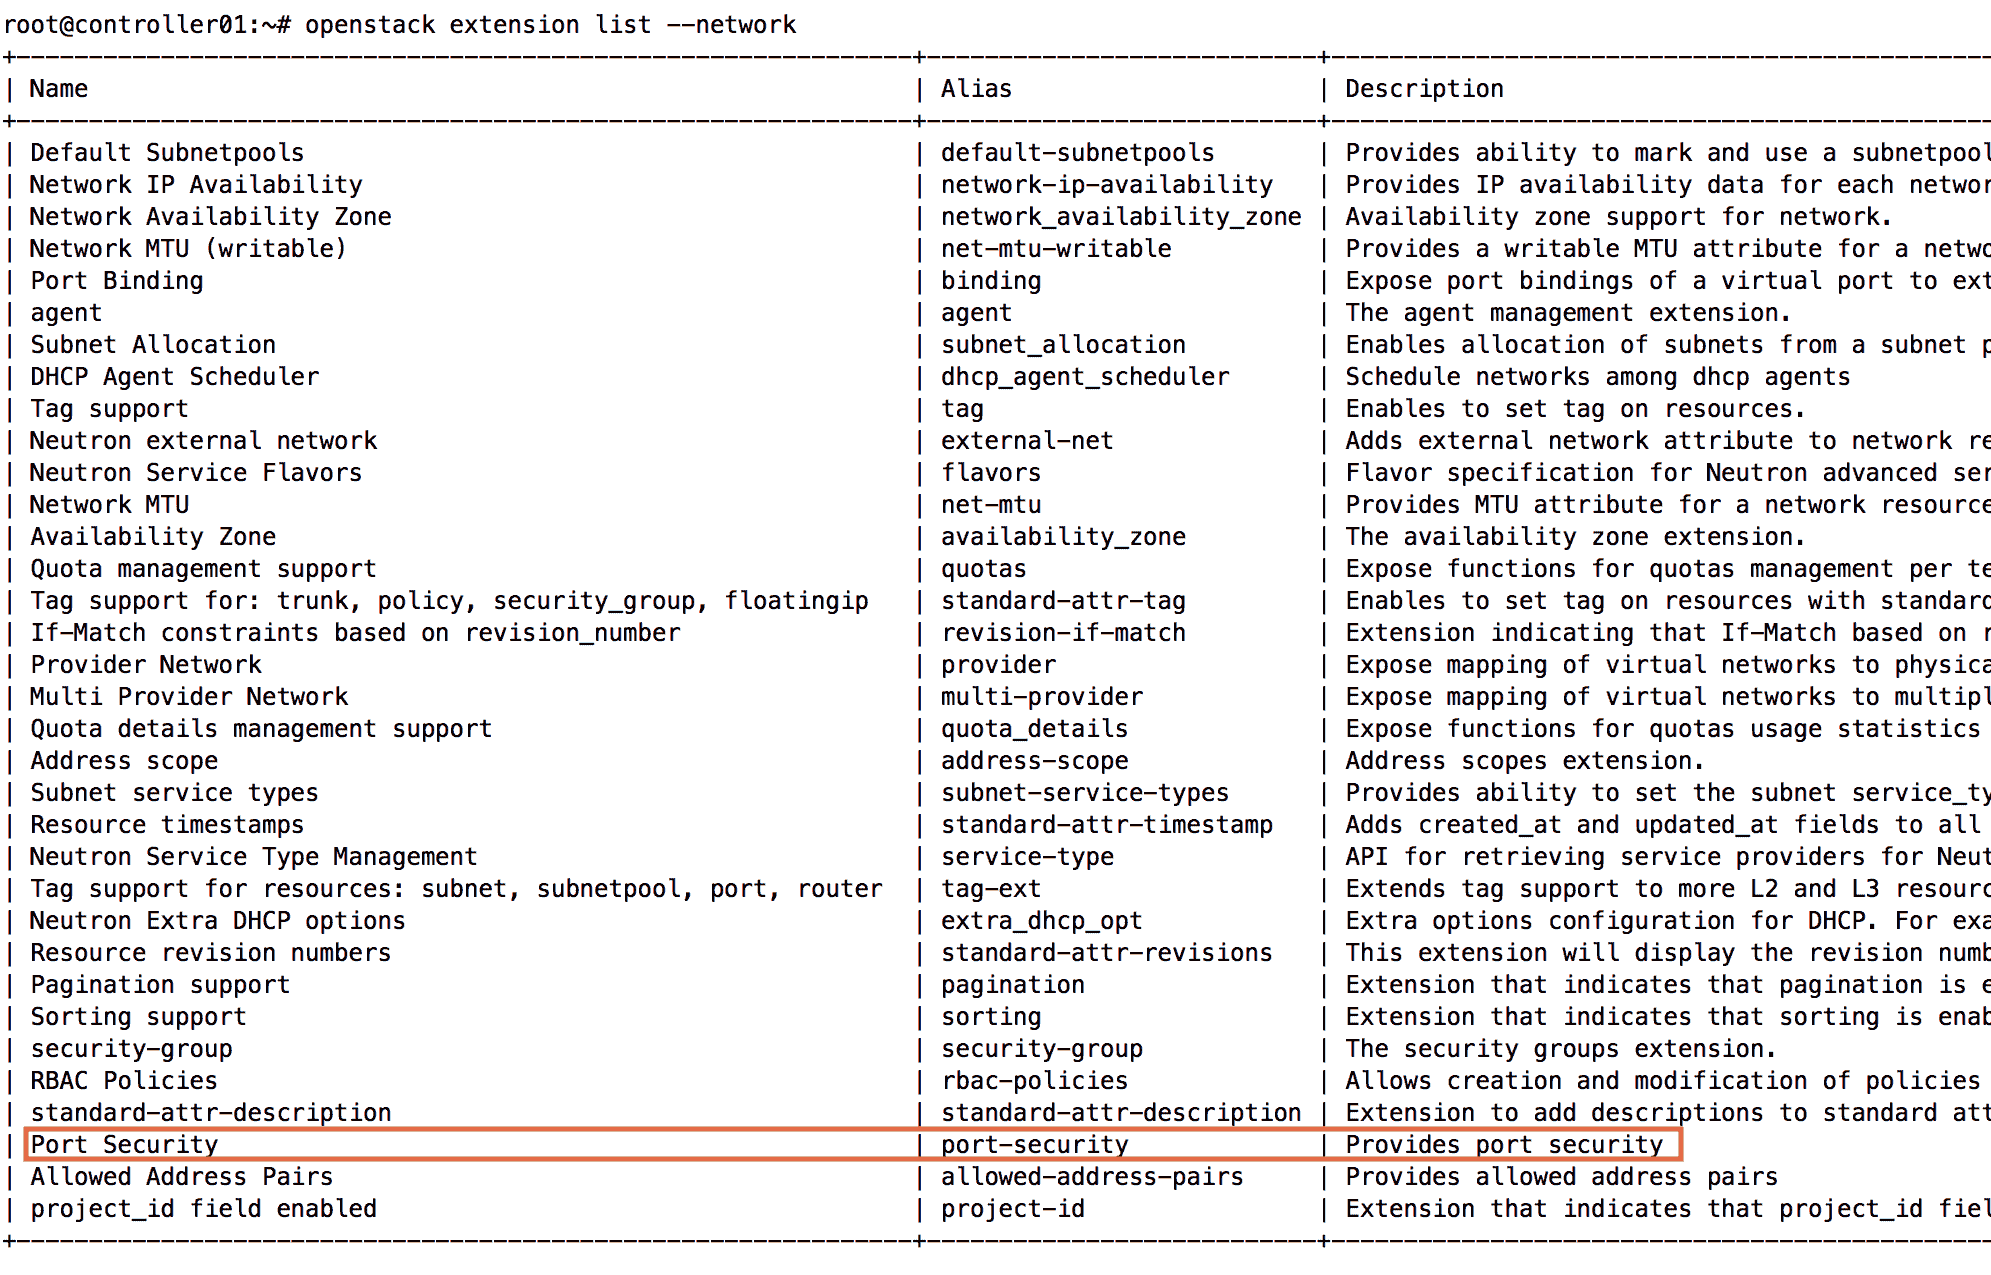 root@controller01:~# openstack extension list --network
| Name | Alias | Description
| Default Subnetpools | default-subnetpools | Provides ability to mark and use a subnetpool
| Network IP Availability | network-ip-availability | Provides IP availability data for each networ
| Network Availability Zone | network_availability_zone | Availability zone support for network.
| Network MTU (writable) | net-mtu-writable | Provides a writable MTU attribute for a netwo
| Port Binding | binding | Expose port bindings of a virtual port to ext
| agent | agent | The agent management extension.
| Subnet Allocation | subnet_allocation | Enables allocation of subnets from a subnet p
| DHCP Agent Scheduler | dhcp_agent_scheduler | Schedule networks among dhcp agents
| Tag support | tag | Enables to set tag on resources.
| Neutron external network | external-net | Adds external network attribute to network re
| Neutron Service Flavors | flavors | Flavor specification for Neutron advanced ser
| Network MTU | net-mtu | Provides MTU attribute for a network resource
| Availability Zone | availability_zone | The availability zone extension.
| Quota management support | quotas | Expose functions for quotas management per te
| Tag support for: trunk, policy, security_group, floatingip | standard-attr-tag | Enables to set tag on resources with standard
| If-Match constraints based on revision_number | revision-if-match | Extension indicating that If-Match based on r
| Provider Network | provider | Expose mapping of virtual networks to physica
| Multi Provider Network | multi-provider | Expose mapping of virtual networks to multipl
| Quota details management support | quota_details | Expose functions for quotas usage statistics
| Address scope | address-scope | Address scopes extension.
| Subnet service types | subnet-service-types | Provides ability to set the subnet service_ty
| Resource timestamps | standard-attr-timestamp | Adds created_at and updated_at fields to all
| Neutron Service Type Management | service-type | API for retrieving service providers for Neut
| Tag support for resources: subnet, subnetpool, port, router | tag-ext | Extends tag support to more L2 and L3 resourc
| Neutron Extra DHCP options | extra_dhcp_opt | Extra options configuration for DHCP. For exa
| Resource revision numbers | standard-attr-revisions | This extension will display the revision numb
| Pagination support | pagination | Extension that indicates that pagination is e
| Sorting support | sorting | Extension that indicates that sorting is enab
| security-group | security-group | The security groups extension.
| RBAC Policies | rbac-policies | Allows creation and modification of policies
| standard-attr-description | standard-attr-description | Extension to add descriptions to standard att
| Port Security | port-security | Provides port security
| Allowed Address Pairs | allowed-address-pairs | Provides allowed address pairs
| project_id field enabled | project-id | Extension that indicates that project_id fiel